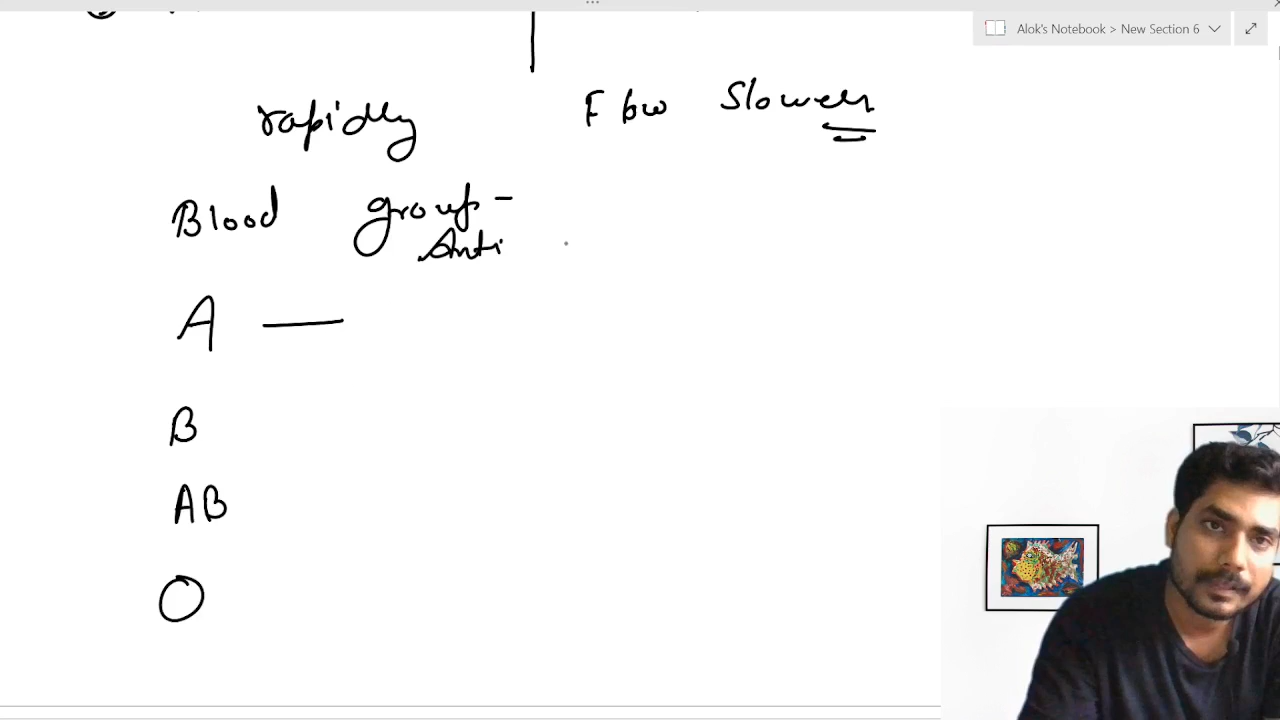 Alok's Notebook > New Section 6
rapidly
Flow Slower
Blood group -
Anti
A —
B
AB
O